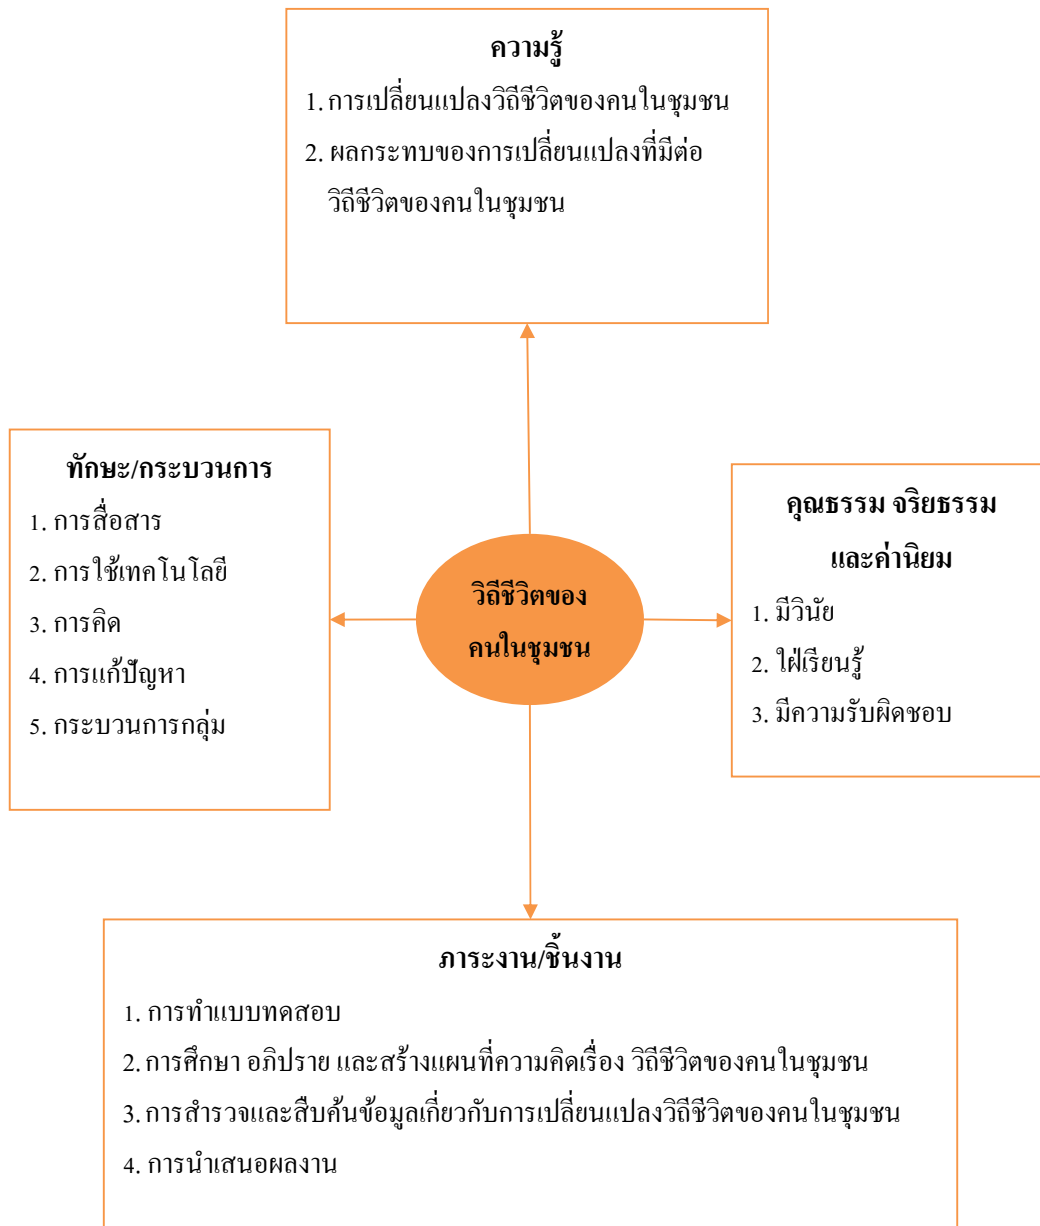 ความรู้
1. การเปลี่ยนแปลงวิถีชีวิตของคนในชุมชน
2. ผลกระทบของการเปลี่ยนแปลงที่มีต่อ
วิถีชีวิตของคนในชุมชน
ทักษะ/กระบวนการ
1. การสื่อสาร
2. การใช้เทคโนโลยี
3. การคิด
4. การแก้ปัญหา
5. กระบวนการกลุ่ม
วิถีชีวิตของ
คนในชุมชน
คุณธรรม จริยธรรม
และค่านิยม
1. มีวินัย
2. ใฝ่เรียนรู้
3. มีความรับผิดชอบ
ภาระงาน/ชิ้นงาน
1. การทำแบบทดสอบ
2. การศึกษา อภิปราย และสร้างแผนที่ความคิดเรื่อง วิถีชีวิตของคนในชุมชน
3. การสำรวจและสืบค้นข้อมูลเกี่ยวกับการเปลี่ยนแปลงวิถีชีวิตของคนในชุมชน
4. การนำเสนอผลงาน